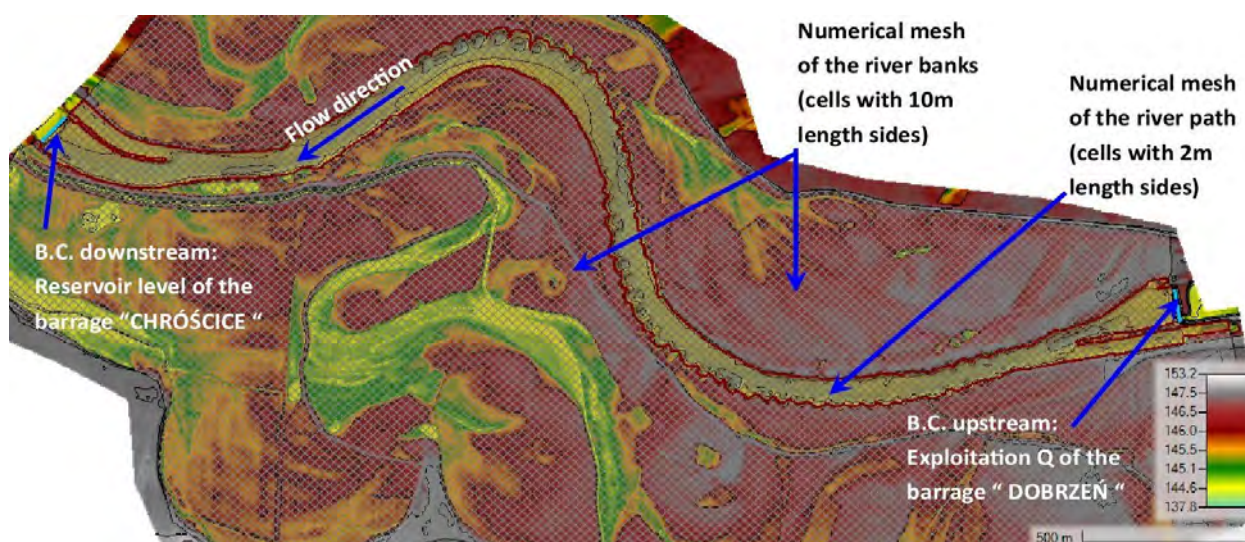 Numerical mesh
of the river banks
(cells with 10m
length sides)
Numerical mesh
of the river path
(cells with 2m
length sides)
Flow direction
B.C. downstream:
Reservoir level of the
barrage “CHRÓŚCICE “
B.C. upstream:
Exploitation Q of the
barrage “ DOBRZEŃ “
153.2
147.5
146.5
146.0
145.5
145.1
144.6
137.8
500 m